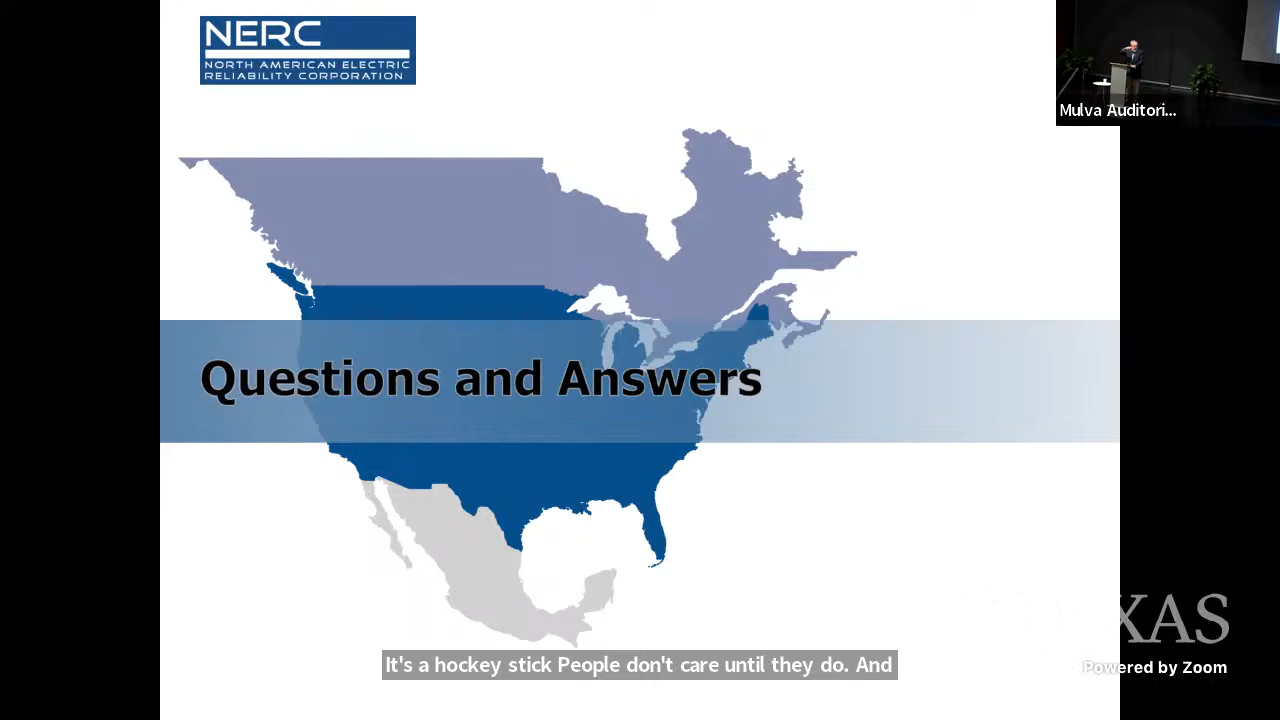 NERC
NORTH AMERICAN ELECTRIC
RELIABILITY CORPORATION
Mulva Auditori...
Questions and Answers
XAS
It's a hockey stick People don't care until they do. And
Powered by Zoom